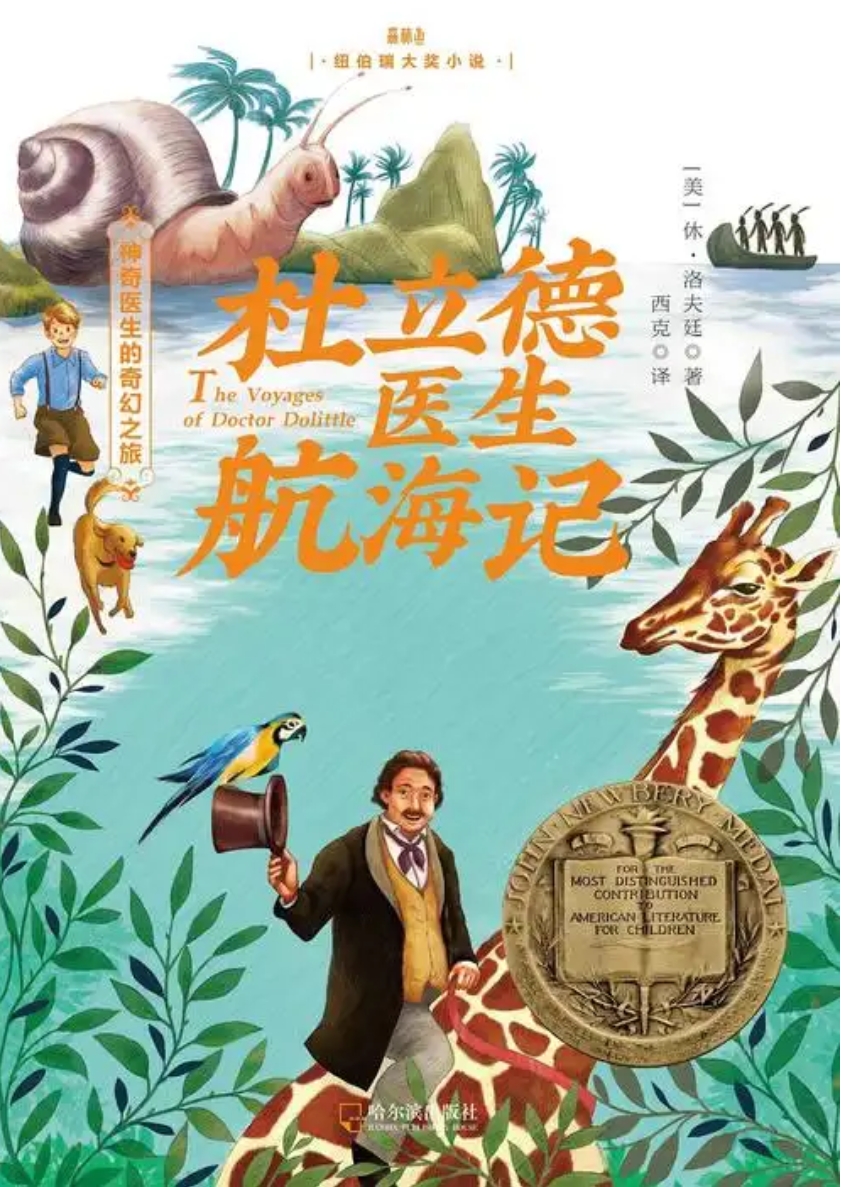 ·纽伯瑞大奖小说·
[美] 休·洛夫廷◎著
西克◎译
神奇医生的奇幻之旅
杜立德
医生
航海记
The Voyages
of Doctor Dolittle
JOHN·NEWBERY·MEDAL
FOR THE
MOST DISTINGUISHED
CONTRIBUTION
TO
AMERICAN LITERATURE
FOR CHILDREN
哈尔滨出版社
HARBIN PUBLISHING HOUSE